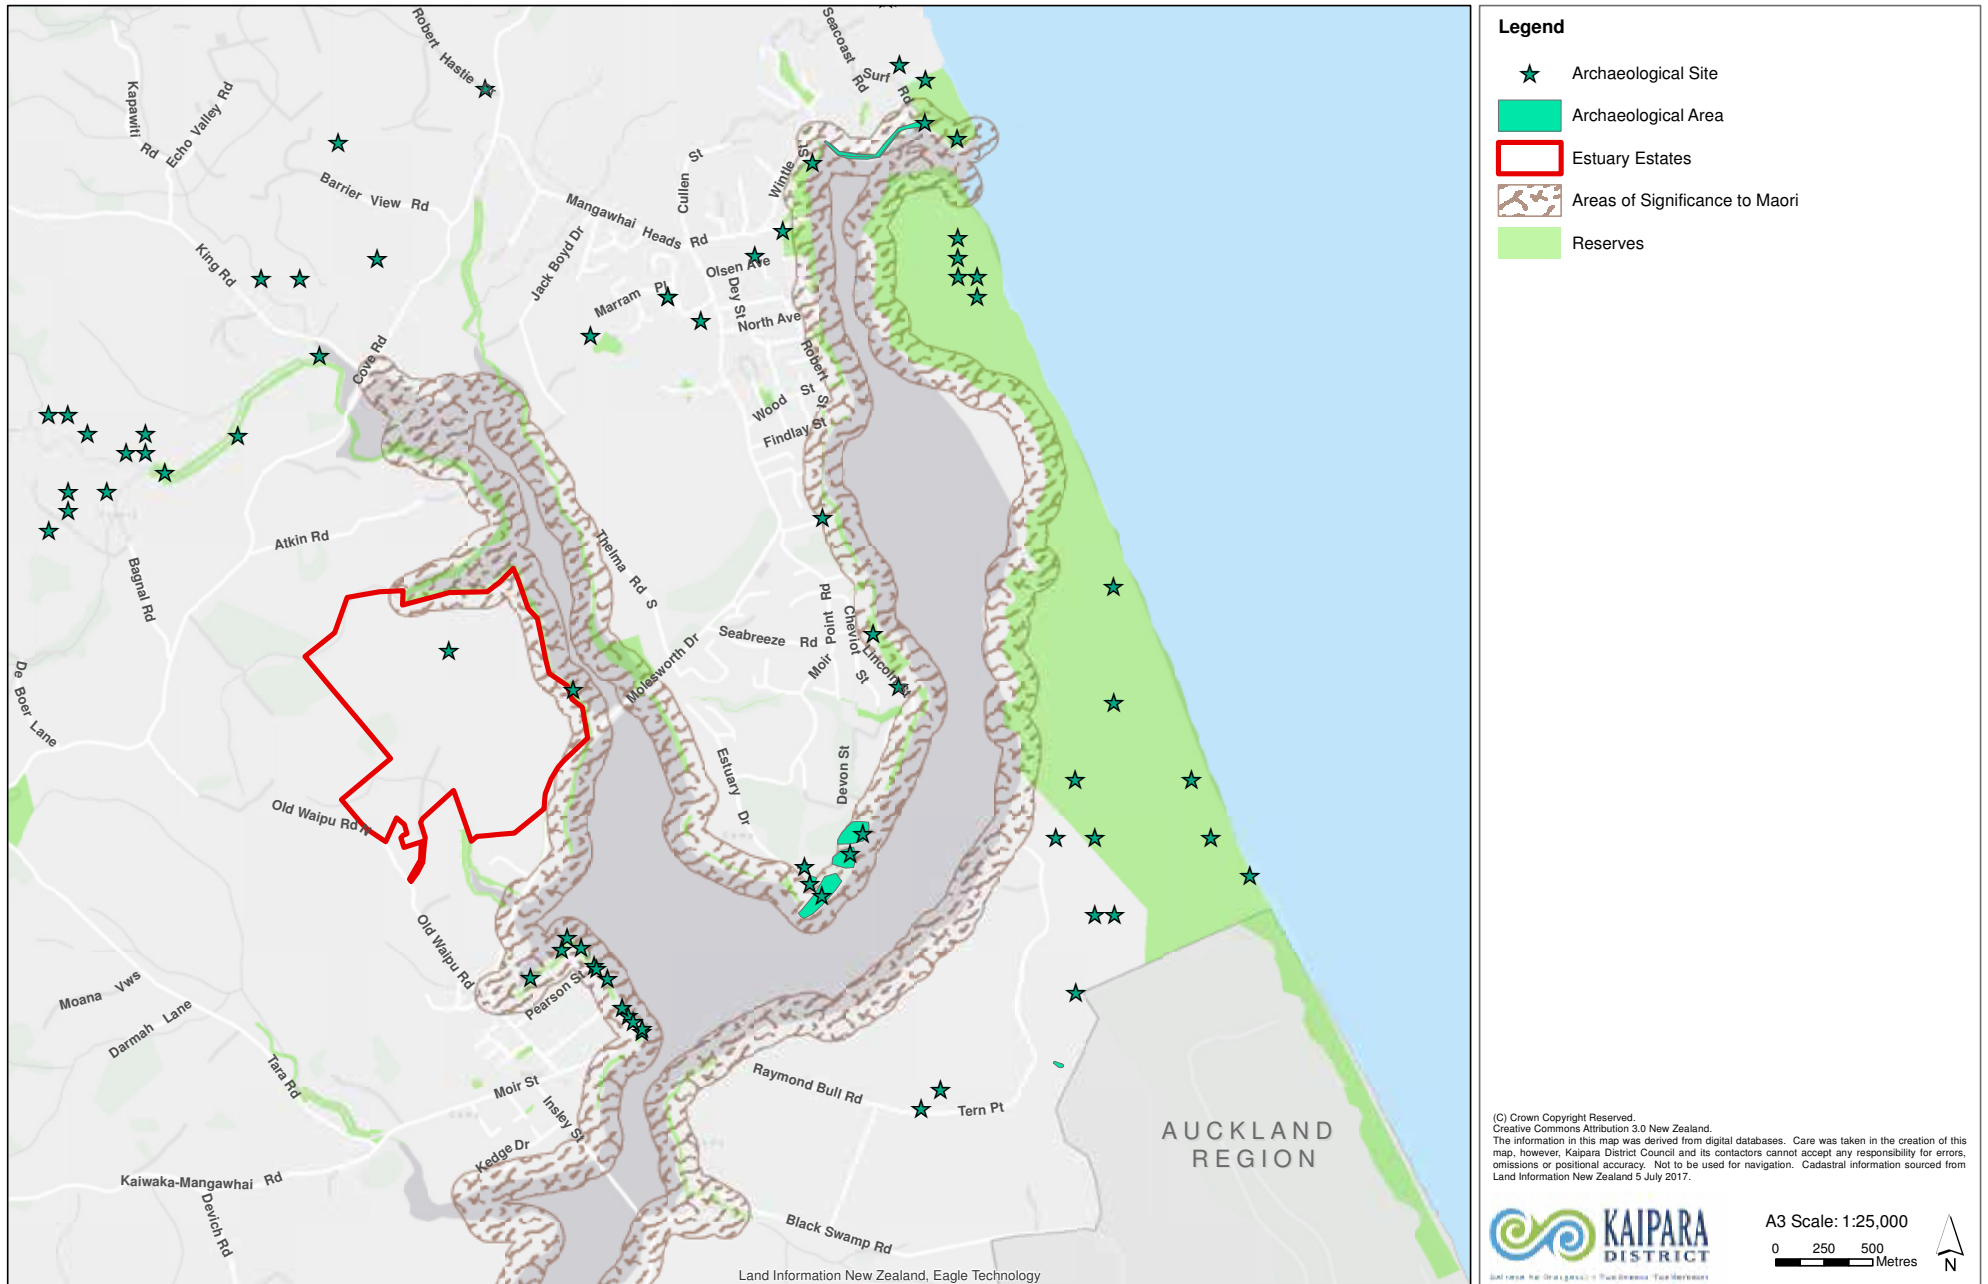 Legend
Archaeological Site
Archaeological Area
Estuary Estates
Areas of Significance to Maori
Reserves
Robert Hastie
Seacoast Rd
Surf Rd
Kapawiti Rd
Echo Valley Rd
Barrier View Rd
King Rd
Cove Rd
Mangawhai Heads Rd
Jack Boyd Dr
Cullen St
Wintle St
Olsen Ave
Dey St
Marram Pl
North Ave
Robert St
Wood St
Findlay St
Atkin Rd
Bagnal Rd
De Boer Lane
Thelma Rd S
Molesworth Dr
Seabreeze Rd
Moir Point Rd
Cheviot St
Lincoln St
Estuary Dr
Devon St
Old Waipu Rd N
Old Waipu Rd
Pearson St
Moana Vws
Darmah Lane
Tara Rd
Moir St
Insley St
Kedge Dr
Kaiwaka-Mangawhai Rd
Devich Rd
Raymond Bull Rd
Tern Pt
Black Swamp Rd
AUCKLAND
REGION
Land Information New Zealand, Eagle Technology
(C) Crown Copyright Reserved.
Creative Commons Attribution 3.0 New Zealand.
The information in this map was derived from digital databases. Care was taken in the creation of this
map, however, Kaipara District Council and its contactors cannot accept any responsibility for errors,
omissions or positional accuracy. Not to be used for navigation. Cadastral information sourced from
Land Information New Zealand 5 July 2017.
KAIPARA
DISTRICT
A3 Scale: 1:25,000
0 250 500
Metres
N